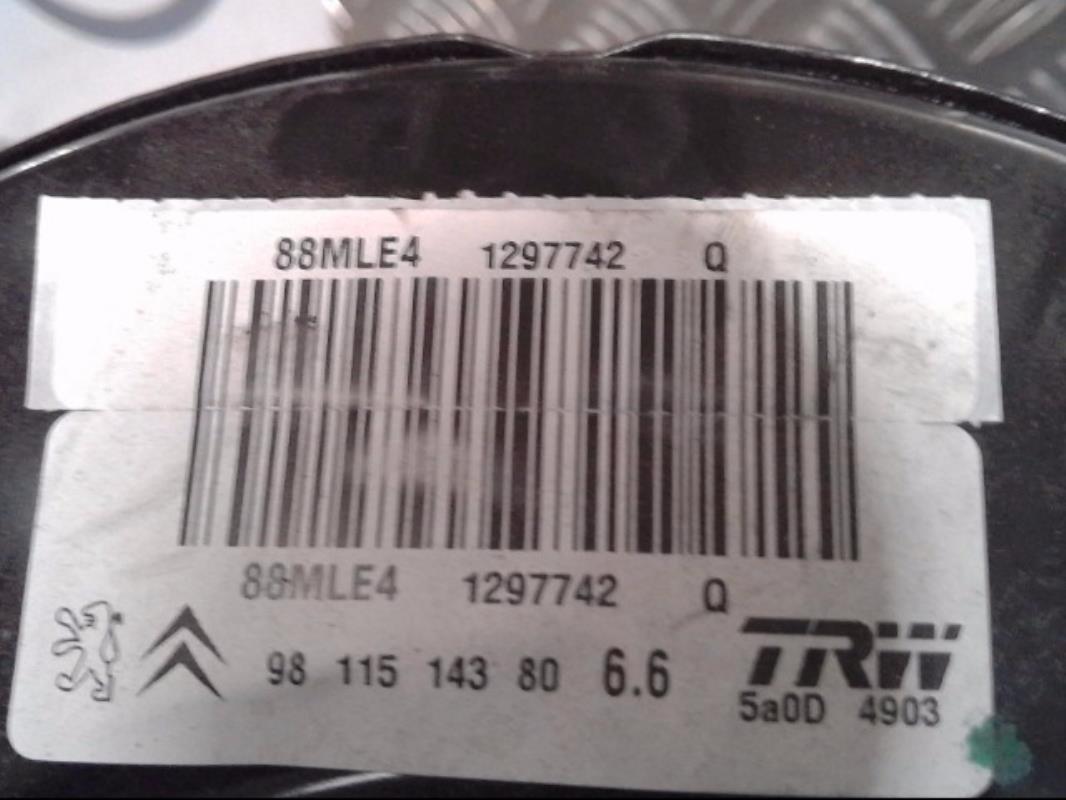 88MLE4 1297742 Q
88MLE4 1297742 Q
98 115 143 80 6.6
TRW
5a0D 4903